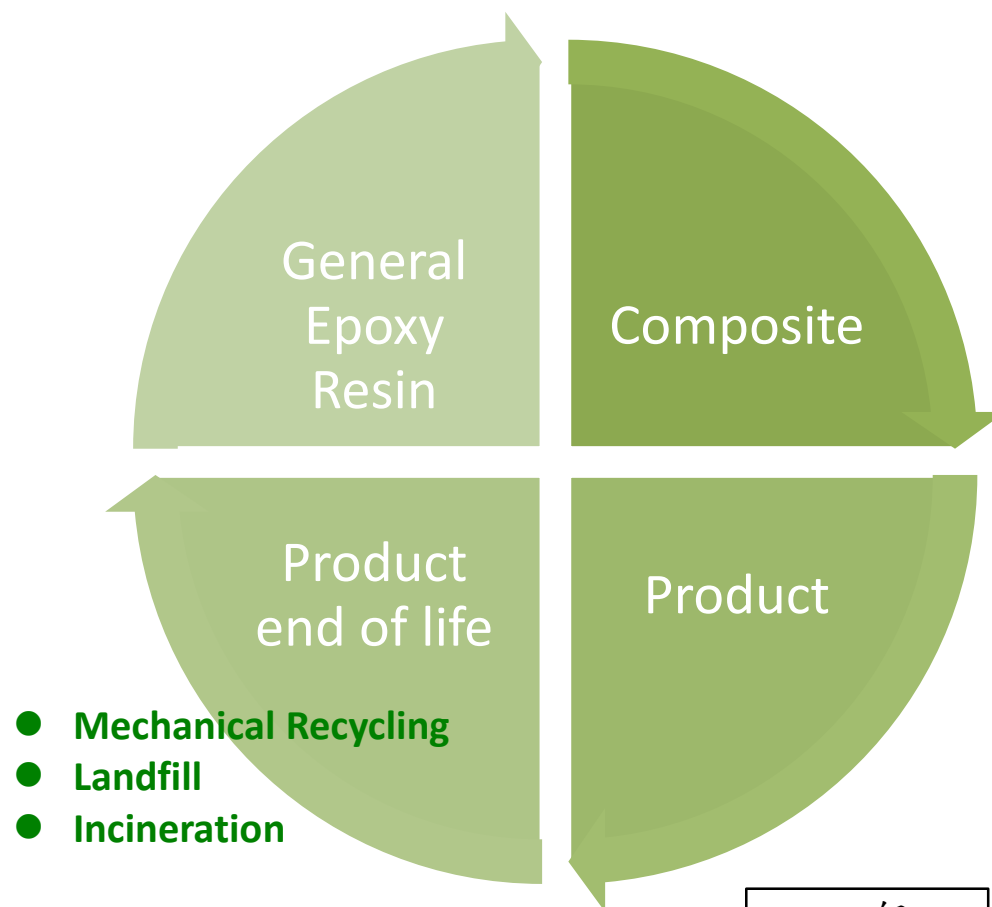 General
Epoxy
Resin
Composite
Product
end of life
Product
● Mechanical Recycling
● Landfill
● Incineration